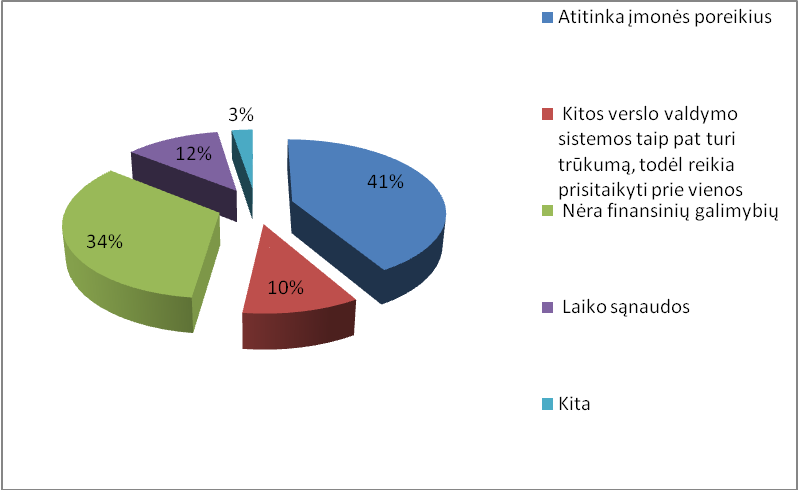 Atitinka įmonės poreikius
Kitos verslo valdymo
sistemos taip pat turi
trūkumą, todėl reikia
prisitaikyti prie vienos
Nėra finansinių galimybių
Laiko sąnaudos
Kita
3%
12%
41%
34%
10%